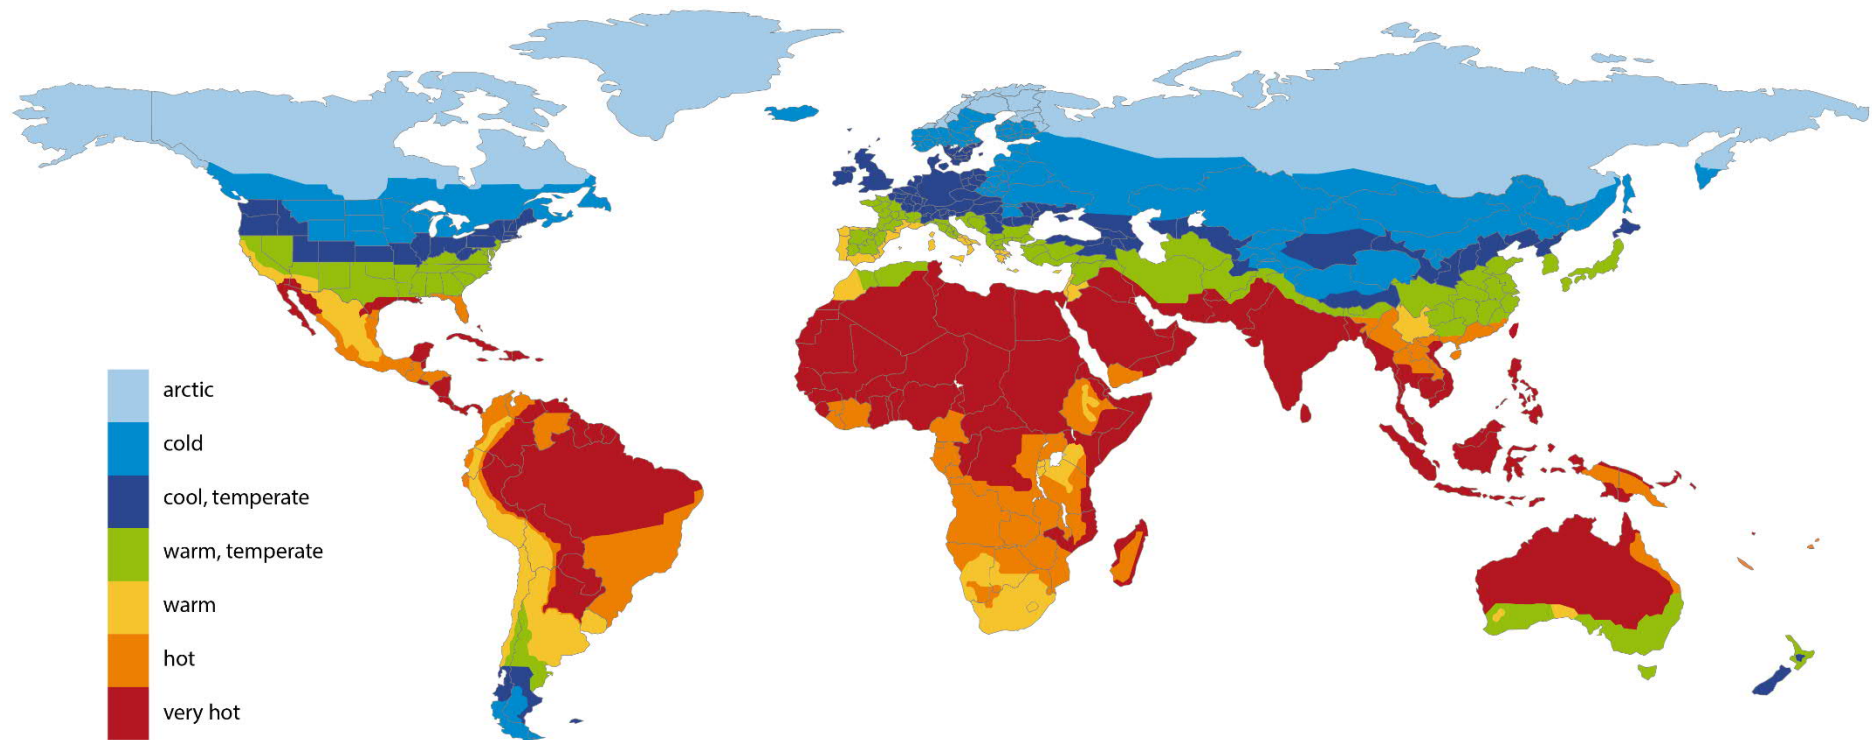 arctic
cold
cool, temperate
warm, temperate
warm
hot
very hot